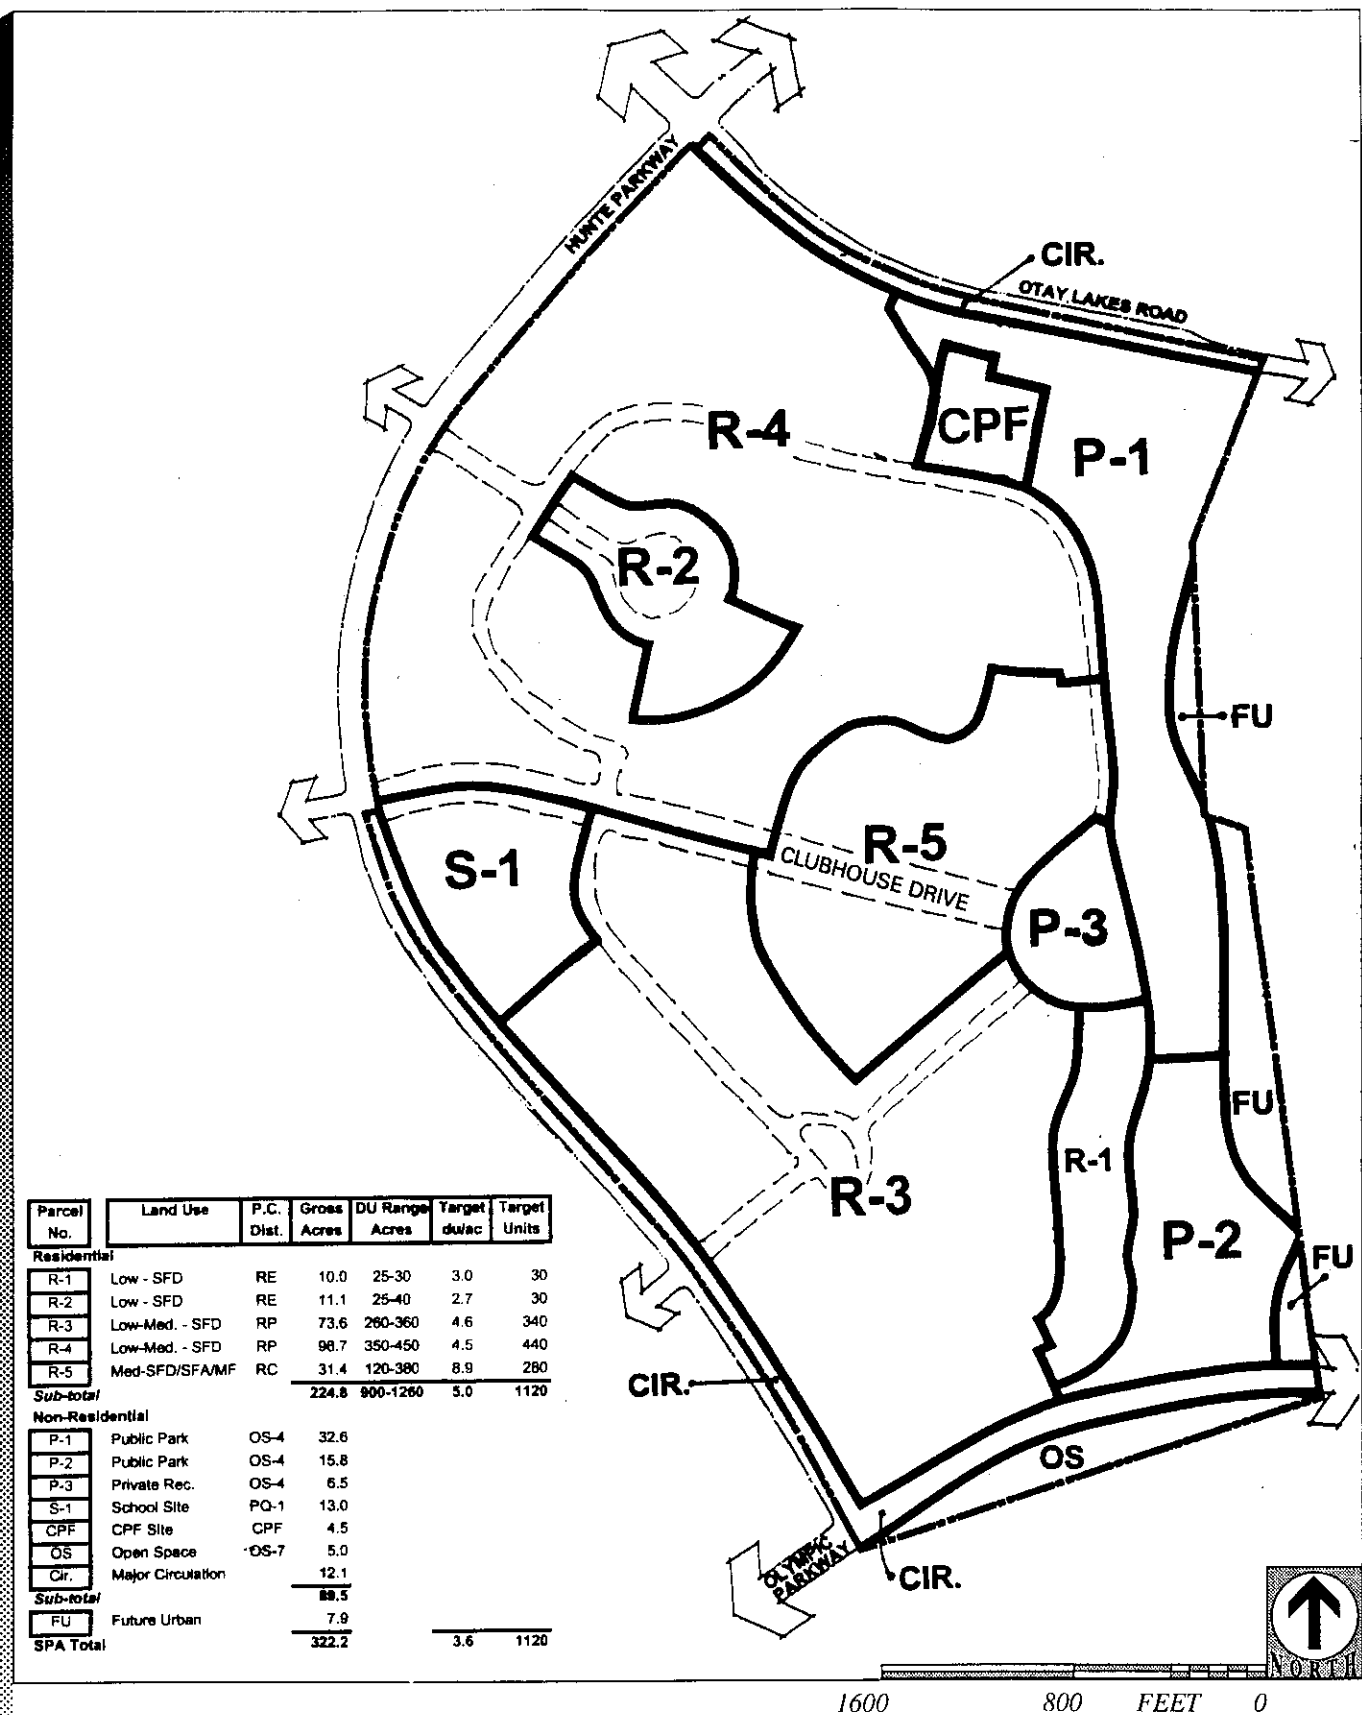 HUNTE PARKWAY
CIR.
OTAY LAKES ROAD
R-4
CPF
P-1
R-2
FU
R-5
S-1
CLUBHOUSE DRIVE
P-3
FU
R-1
R-3
P-2
FU
CIR.
OS
OLYMPIC
PARKWAY
CIR.
Parcel No. Land Use P.C. Dist. Gross Acres DU Range Acres Target du/ac Target Units
Residential
R-1 Low - SFD RE 10.0 25-30 3.0 30
R-2 Low - SFD RE 11.1 25-40 2.7 30
R-3 Low-Med. - SFD RP 73.6 260-360 4.6 340
R-4 Low-Med. - SFD RP 98.7 350-450 4.5 440
R-5 Med-SFD/SFA/MF RC 31.4 120-380 8.9 280
Sub-total 224.8 900-1260 5.0 1120
Non-Residential
P-1 Public Park OS-4 32.6
P-2 Public Park OS-4 15.8
P-3 Private Rec. OS-4 6.5
S-1 School Site PQ-1 13.0
CPF CPF Site CPF 4.5
OS Open Space OS-7 5.0
Cir. Major Circulation 12.1
Sub-total 89.5
FU Future Urban 7.9
SPA Total 322.2 3.6 1120
NORTH
1600 800 FEET 0